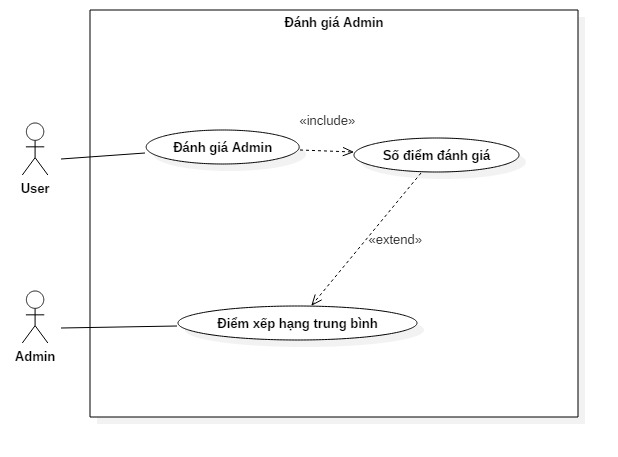 Đánh giá Admin
«include»
Đánh giá Admin
Số điểm đánh giá
User
«extend»
Điểm xếp hạng trung bình
Admin